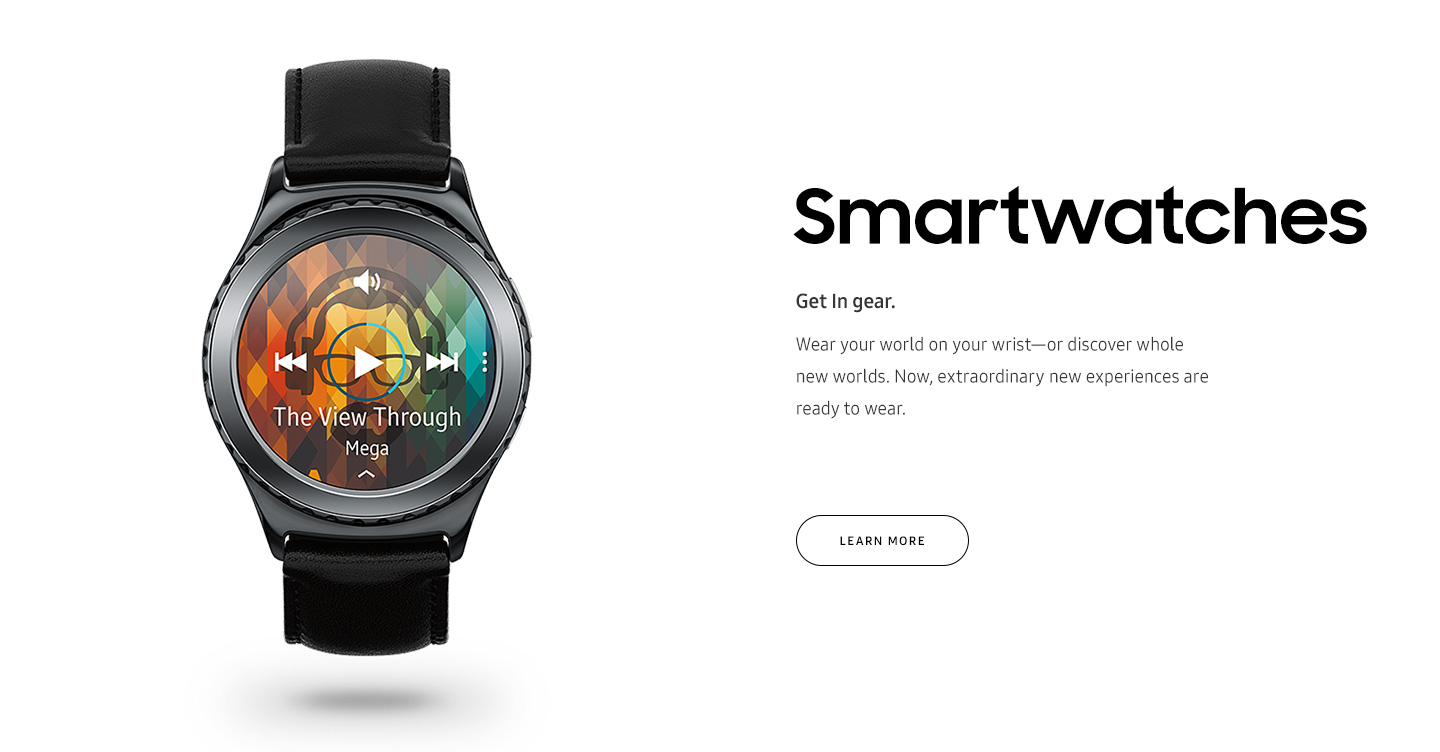 The View Through
Mega
Smartwatches
Get In gear.
Wear your world on your wrist—or discover whole
new worlds. Now, extraordinary new experiences are
ready to wear.
LEARN MORE